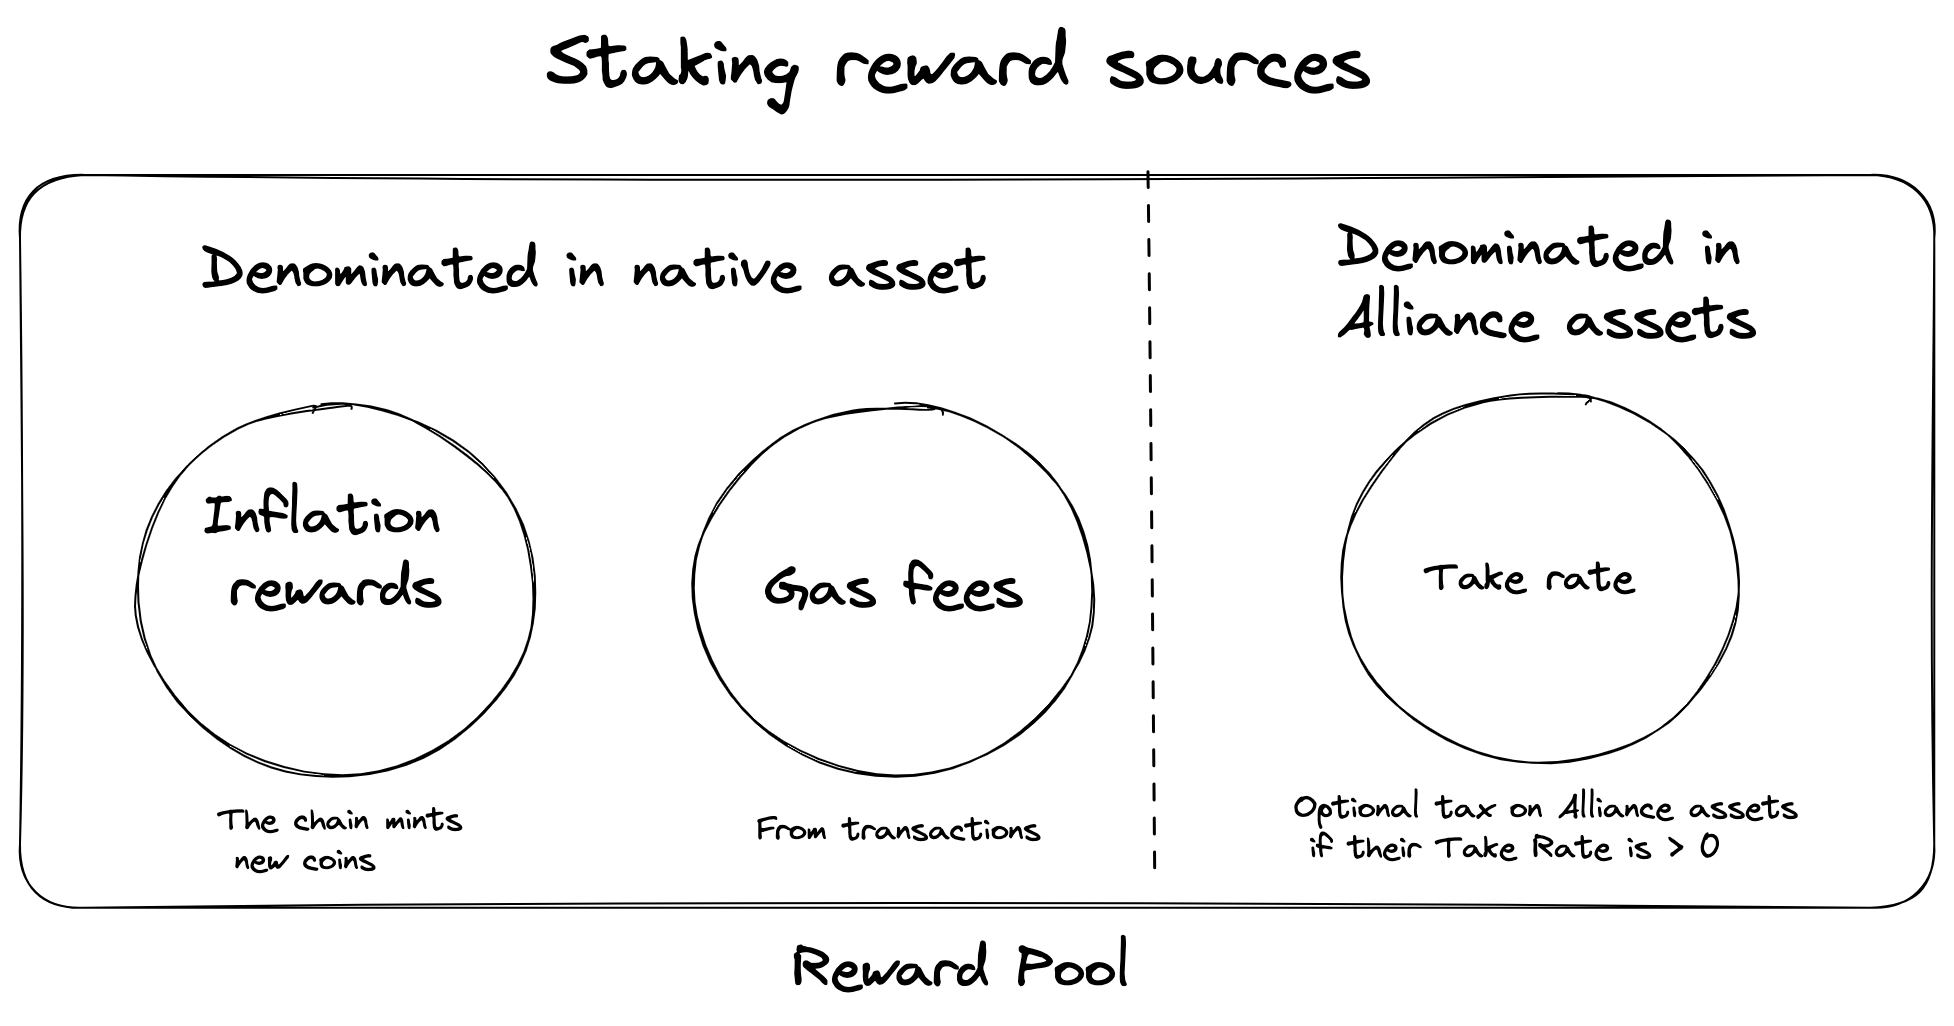 Staking reward sources
Denominated in native asset
Denominated in
Alliance assets
Inflation
rewards
Gas fees
Take rate
The chain mints
new coins
From transactions
Optional tax on Alliance assets
if their Take Rate is > 0
Reward Pool